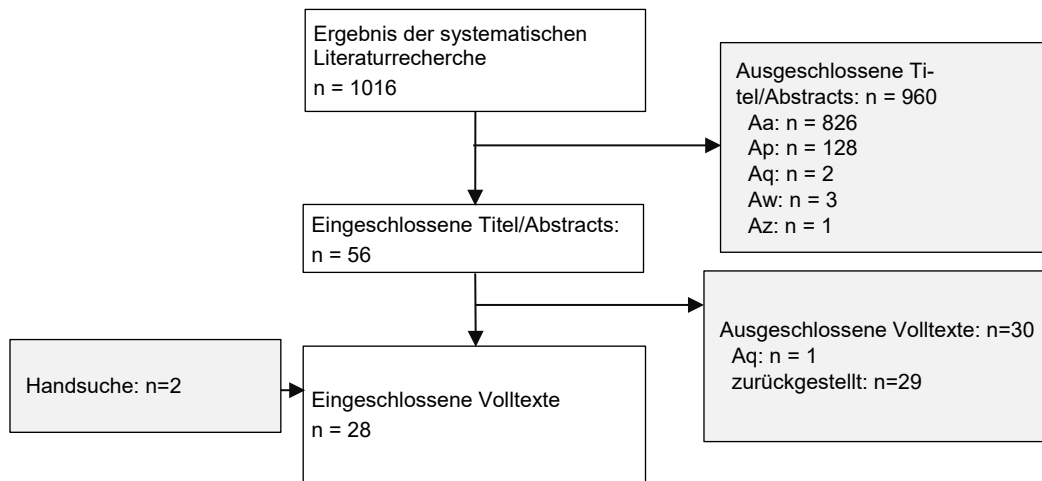 Ergebnis der systematischen
Literaturrecherche
n = 1016
Ausgeschlossene Ti-
tel/Abstracts: n = 960
Aa: n = 826
Ap: n = 128
Aq: n = 2
Aw: n = 3
Az: n = 1
Eingeschlossene Titel/Abstracts:
n = 56
Ausgeschlossene Volltexte: n=30
Aq: n = 1
zurückgestellt: n=29
Handsuche: n=2
Eingeschlossene Volltexte
n = 28